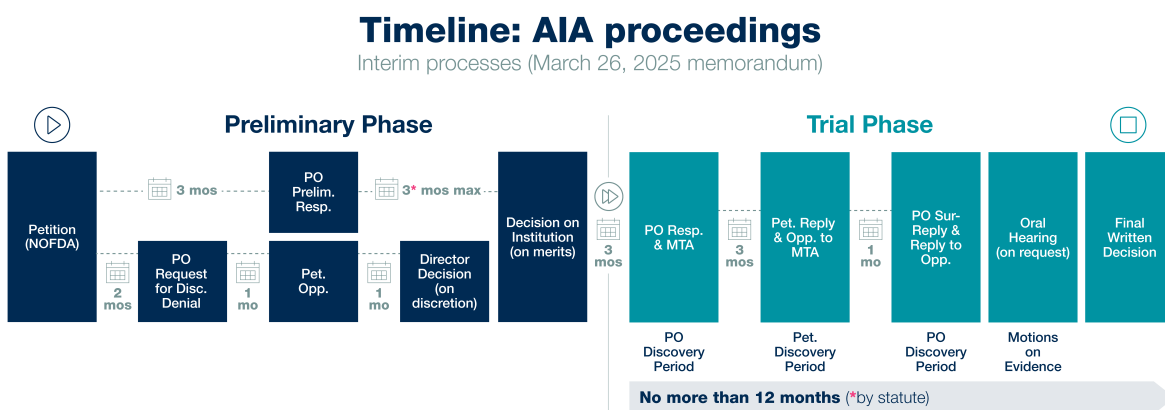 Timeline: AIA proceedings
Interim processes (March 26, 2025 memorandum)
Preliminary Phase
Petition
(NOFDA)
3 mos
PO
Prelim.
Resp.
3* mos max
2
mos
PO
Request
for Disc.
Denial
1
mo
Pet.
Opp.
1
mo
Director
Decision
(on
discretion)
Decision on
Institution
(on merits)
3
mos
Trial Phase
PO Resp.
& MTA
3
mos
Pet. Reply
& Opp. to
MTA
1
mo
PO Sur-
Reply &
Reply to
Opp.
Oral
Hearing
(on request)
Final
Written
Decision
PO
Discovery
Period
Pet.
Discovery
Period
PO
Discovery
Period
Motions
on
Evidence
No more than 12 months (*by statute)